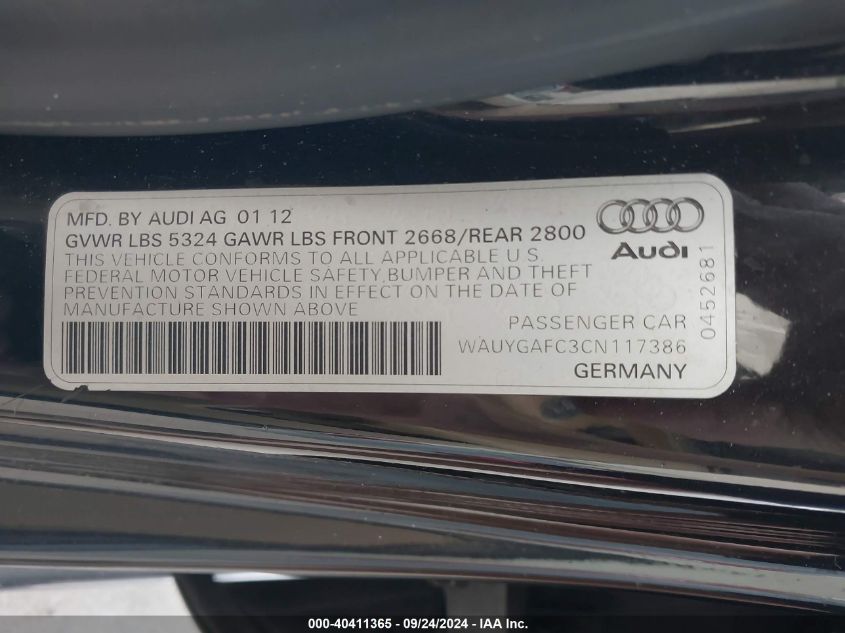 MFD. BY AUDI AG 01 12
GVWR LBS 5324 GAWR LBS FRONT 2668/REAR 2800
THIS VEHICLE CONFORMS TO ALL APPLICABLE U S
FEDERAL MOTOR VEHICLE SAFETY, BUMPER AND THEFT
PREVENTION STANDARDS IN EFFECT ON THE DATE OF
MANUFACTURE SHOWN ABOVE
Audi
0452681
PASSENGER CAR
WAUYGAFC3CN117386
GERMANY
000-40411365 - 09/24/2024 - IAA Inc.